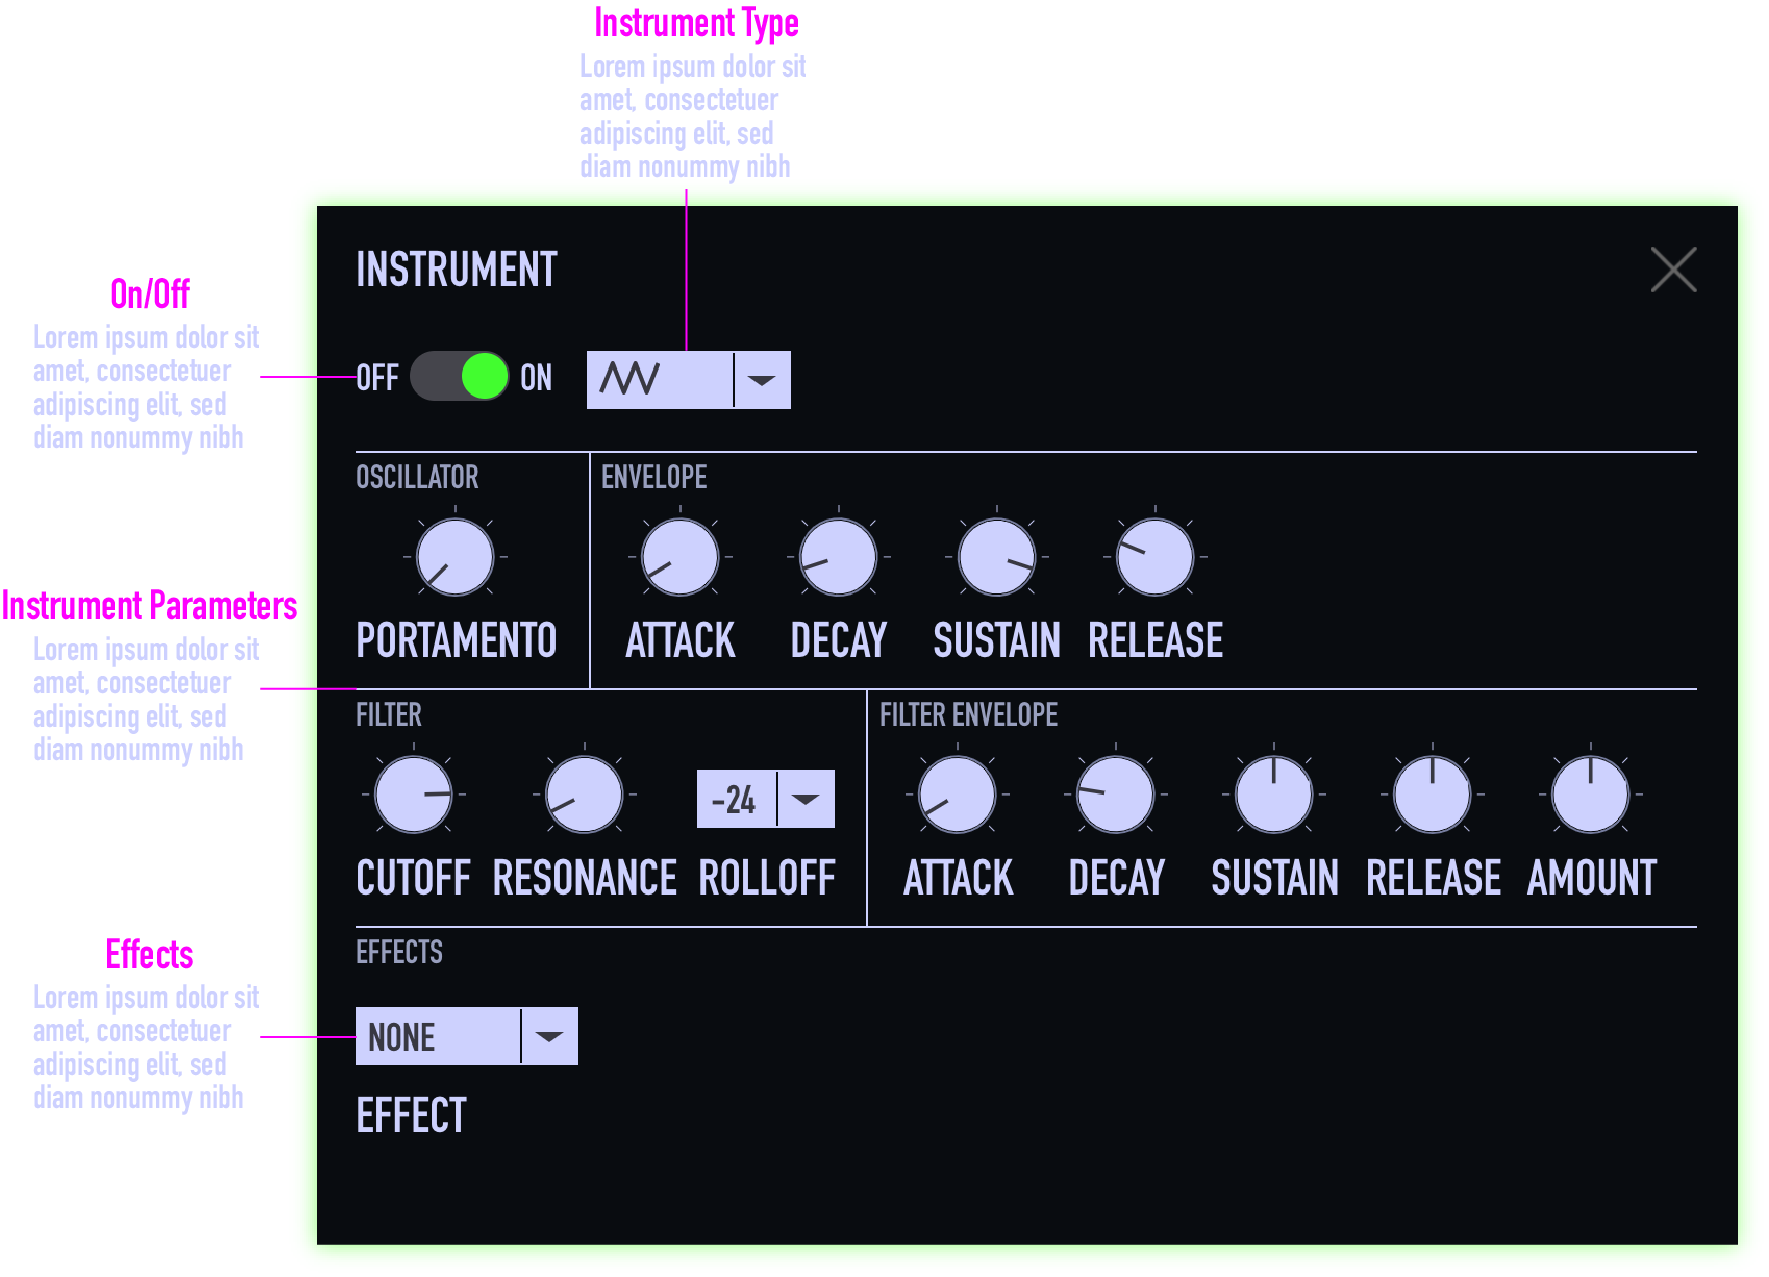 Instrument Type
Lorem ipsum dolor sit
amet, consectetuer
adipiscing elit, sed
diam nonummy nibh
INSTRUMENT
On/Off
Lorem ipsum dolor sit
amet, consectetuer
adipiscing elit, sed
diam nonummy nibh
OFF ON
OSCILLATOR ENVELOPE
PORTAMENTO ATTACK DECAY SUSTAIN RELEASE
Instrument Parameters
Lorem ipsum dolor sit
amet, consectetuer
adipiscing elit, sed
diam nonummy nibh
FILTER FILTER ENVELOPE
-24
CUTOFF RESONANCE ROLLOFF ATTACK DECAY SUSTAIN RELEASE AMOUNT
Effects
Lorem ipsum dolor sit
amet, consectetuer
adipiscing elit, sed
diam nonummy nibh
EFFECTS
NONE
EFFECT